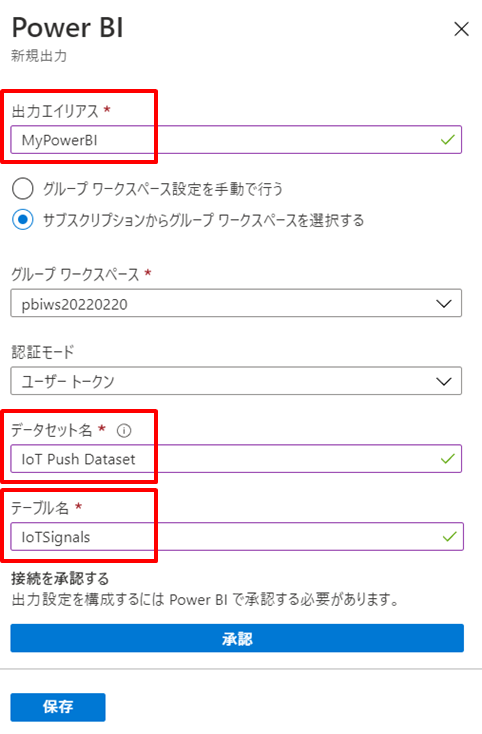 Power BI
新規出力
出力エイリアス *
MyPowerBI
グループ ワークスペース設定を手動で行う
サブスクリプションからグループ ワークスペースを選択する
グループ ワークスペース *
pbiws20220220
認証モード
ユーザー トークン
データセット名 *
IoT Push Dataset
テーブル名 *
IoTSignals
接続を承認する
出力設定を構成するには Power BI で承認する必要があります。
承認
保存